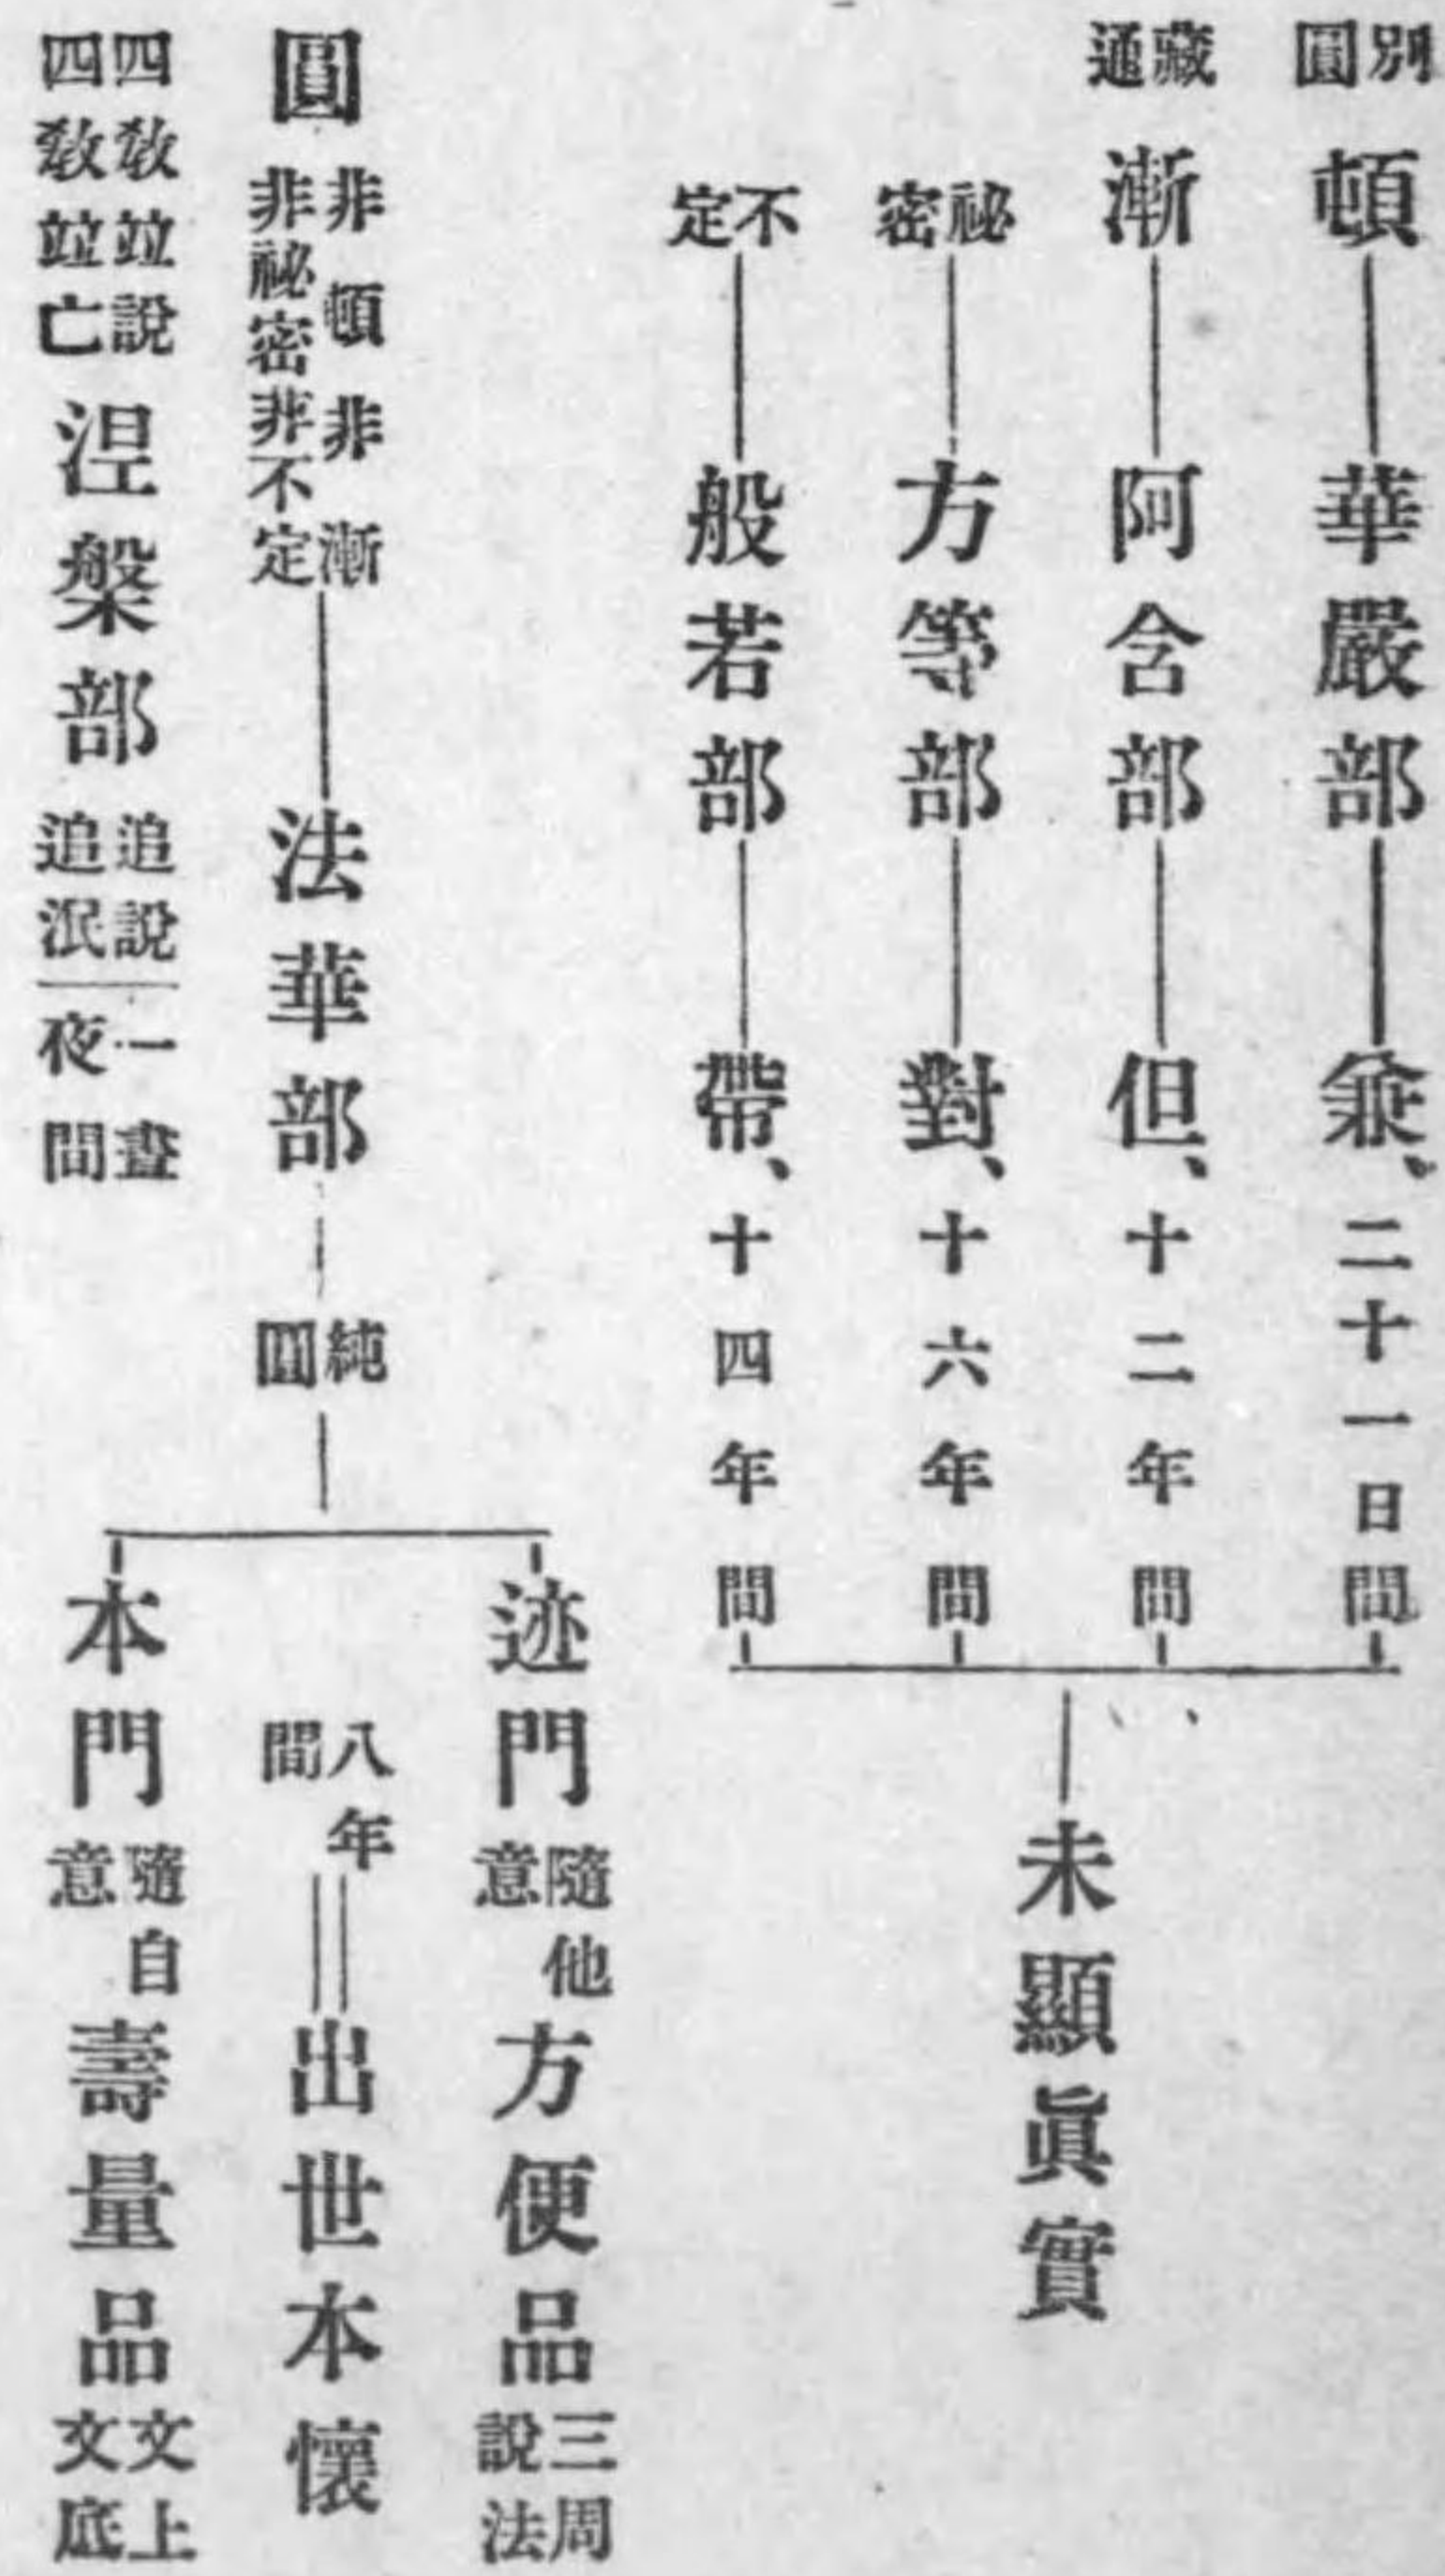 別圓 頓 華嚴部 兼、二十一日間
藏通 漸 阿含部 但、十二年間
祕密 方等部 對、十六年間
不定 般若部 帶、十四年間
未顯眞實
圓 非頓非漸 非祕密非不定 法華部 純圓
迹門 隨他意 方便品 三周說法
八年間 出世本懷
本門 隨自意 壽量品 文上 文底
四敎竝說 四敎竝亡 涅槃部 追說 追泯 一晝夜間